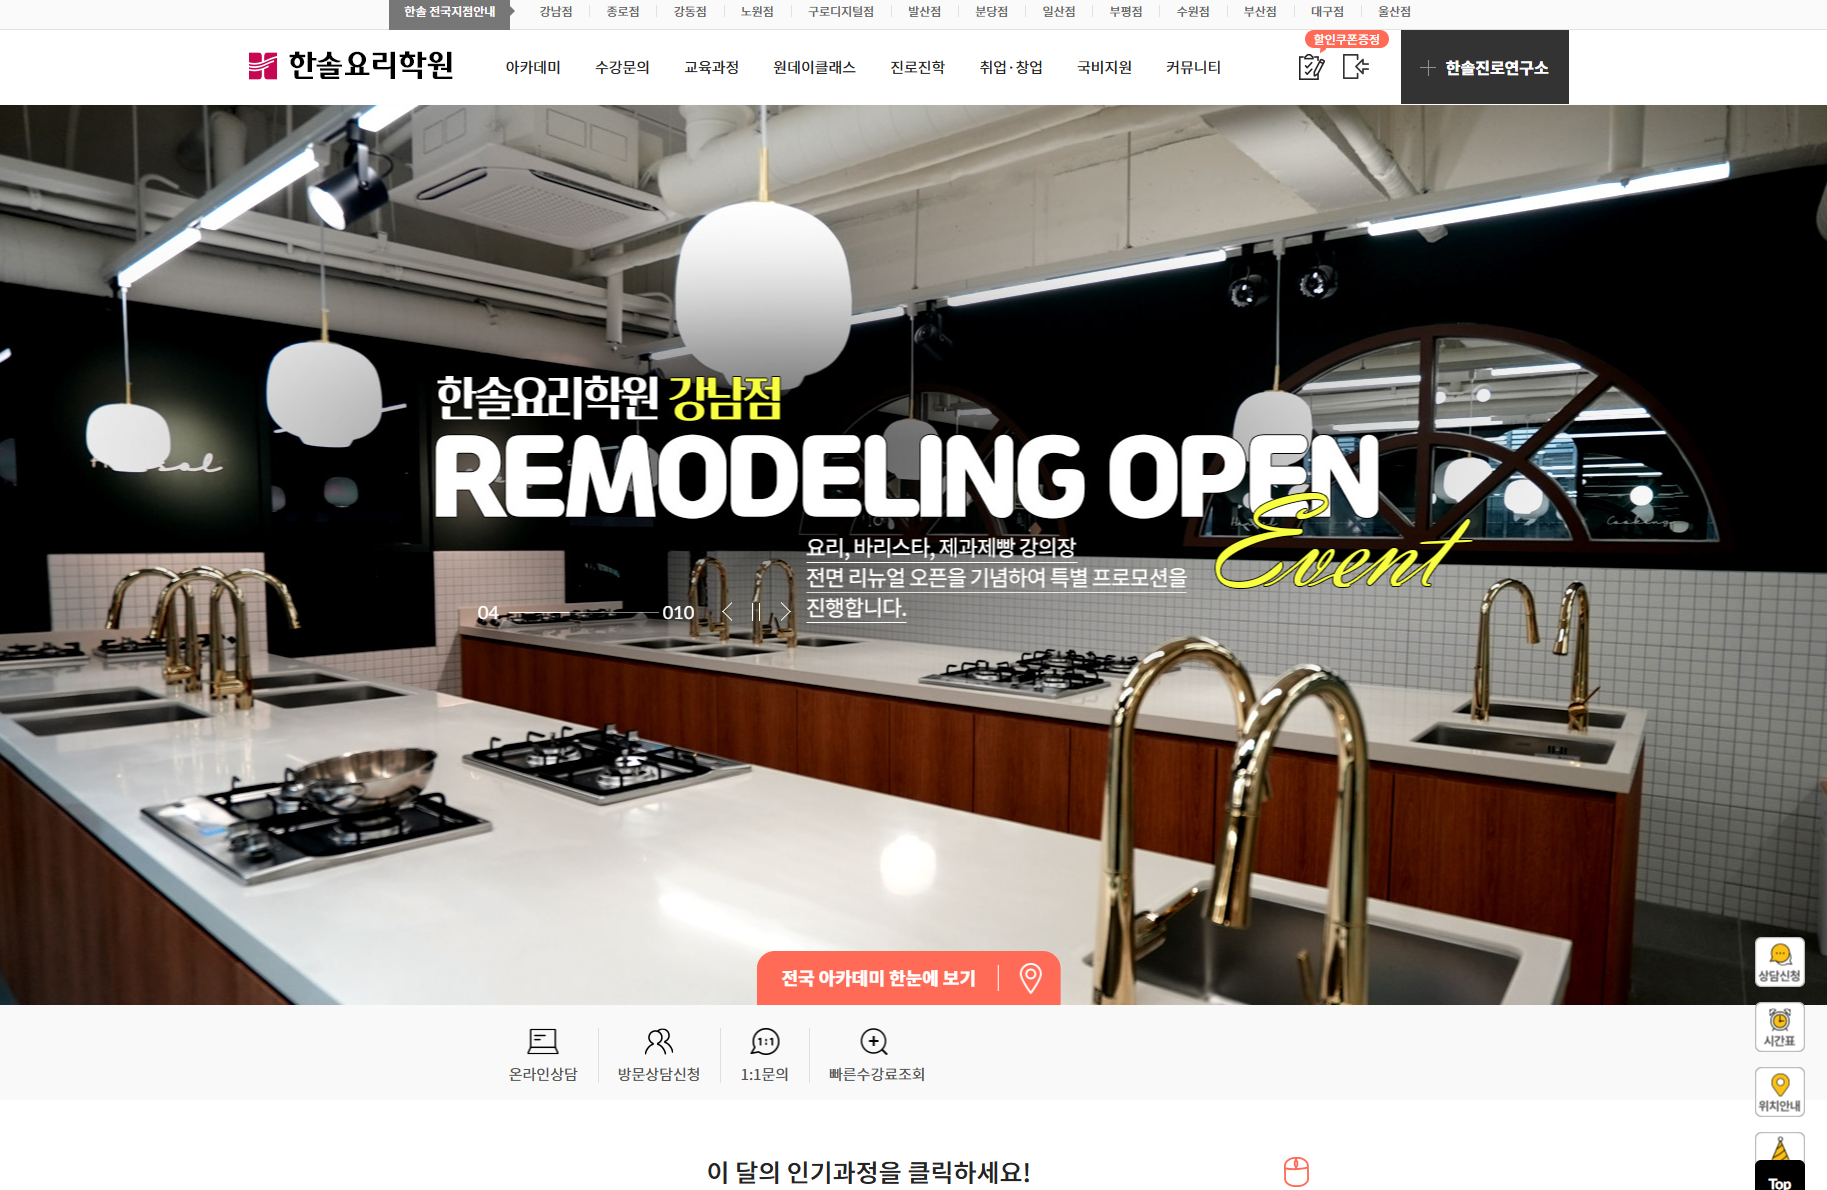 한솔 전국지점안내 강남점 종로점 강동점 노원점 구로디지털점 발산점 분당점 일산점 부평점 수원점 부산점 대구점 울산점
할인쿠폰증정
한솔요리학원 아카데미 수강문의 교육과정 원데이클래스 진로진학 취업·창업 국비지원 커뮤니티 한솔진로연구소
한솔요리학원 강남점
REMODELING OPEN
Event
요리, 바리스타, 제과제빵 강의장
전면 리뉴얼 오픈을 기념하여 특별 프로모션을
진행합니다.
04 010
전국 아카데미 한눈에 보기
상담신청
시간표
위치안내
Top
온라인상담 방문상담신청 1:1문의 빠른수강료조회
이 달의 인기과정을 클릭하세요!